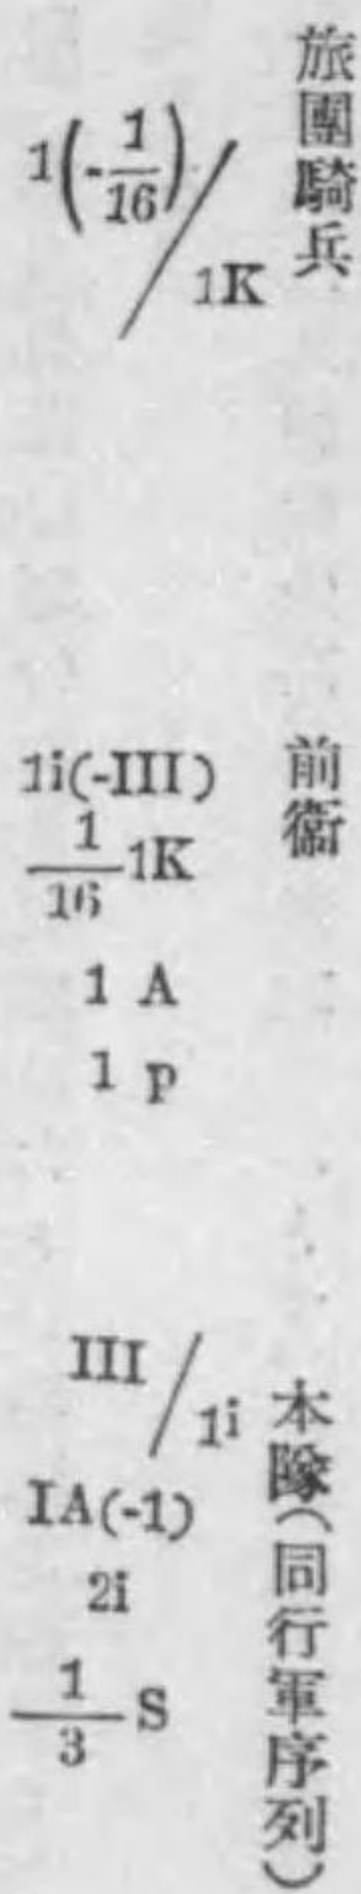 旅團騎兵
1(-1/16)/1K
前衞
1i(-III)
1/16 1K
1 A
1 p
本隊(同行軍序列)
III/1i
IA(-1)
2i
1/3 S